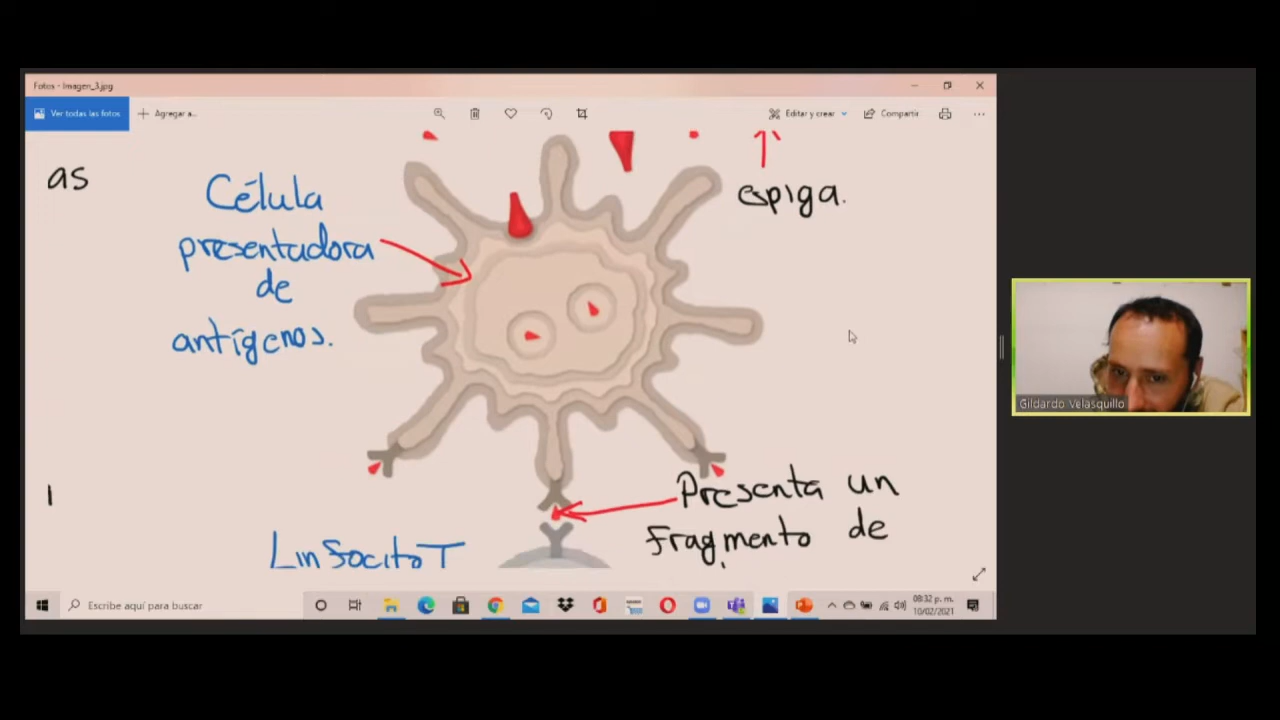 Fotos - Imagen_3.jpg
Ver todas las fotos
Agregar a...
Editar y crear
Compartir
as
Célula
presentadora
de
antígenos.
espiga.
Presenta un
fragmento de
Linfocito T
Gildardo Velasquillo
Escribe aquí para buscar
08:32 p. m.
10/02/2021